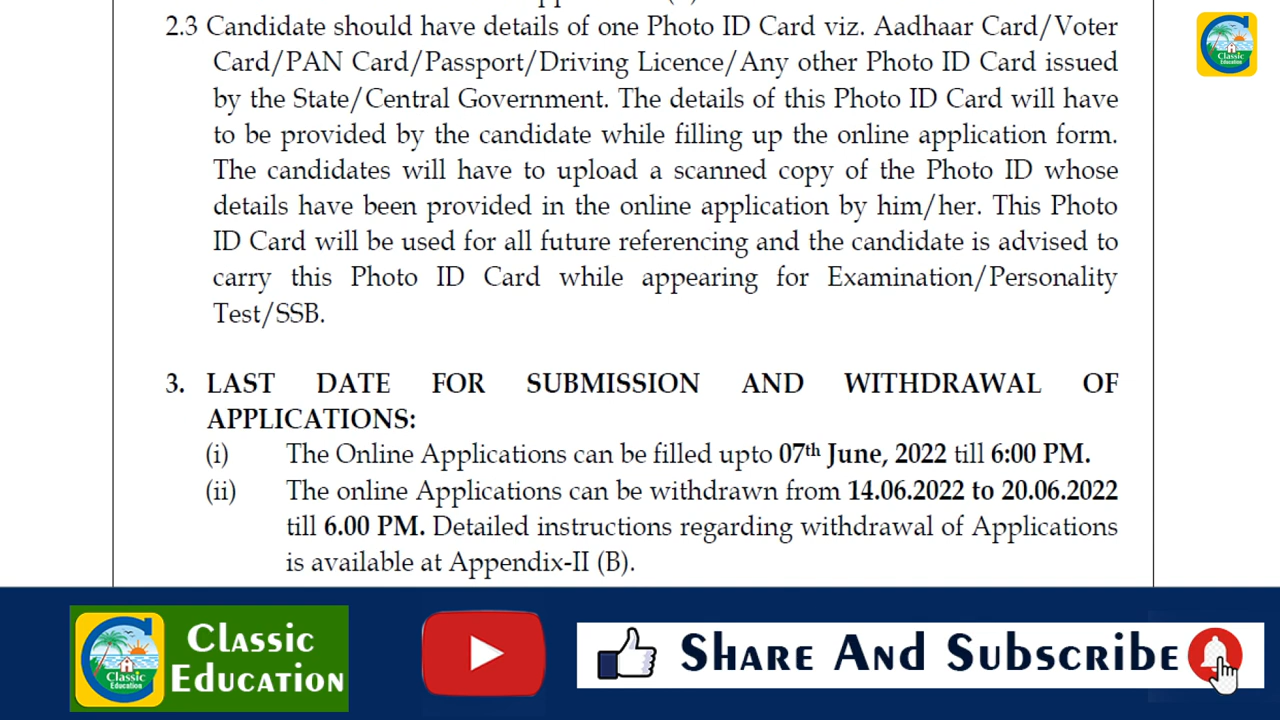 2.3 Candidate should have details of one Photo ID Card viz. Aadhaar Card/Voter
Card/PAN Card/Passport/Driving Licence/Any other Photo ID Card issued
by the State/Central Government. The details of this Photo ID Card will have
to be provided by the candidate while filling up the online application form.
The candidates will have to upload a scanned copy of the Photo ID whose
details have been provided in the online application by him/her. This Photo
ID Card will be used for all future referencing and the candidate is advised to
carry this Photo ID Card while appearing for Examination/Personality
Test/SSB.
3. LAST DATE FOR SUBMISSION AND WITHDRAWAL OF
APPLICATIONS:
(i) The Online Applications can be filled upto 07th June, 2022 till 6:00 PM.
(ii) The online Applications can be withdrawn from 14.06.2022 to 20.06.2022
till 6.00 PM. Detailed instructions regarding withdrawal of Applications
is available at Appendix-II (B).
Classic
Education
Classic
Education
Classic
Education
Share And Subscribe